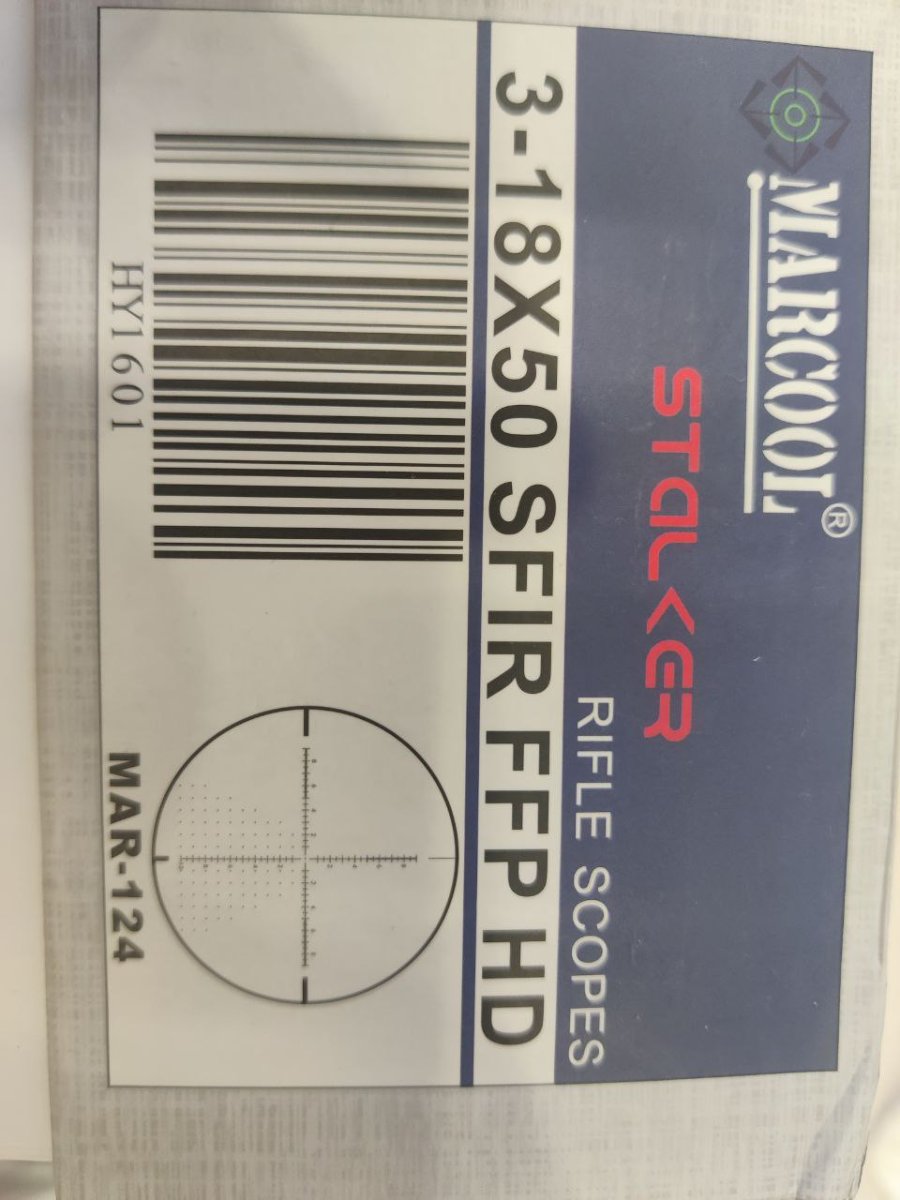 MARCOOL®
STALKER
RIFLE SCOPES
3-18X50 SFIR FFP HD
HY1601
MAR-124